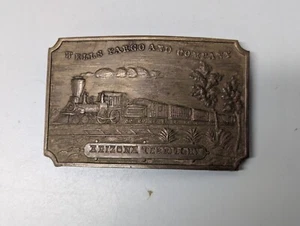 WELLS FARGO AND COMPANY
ARIZONA TERRITORY